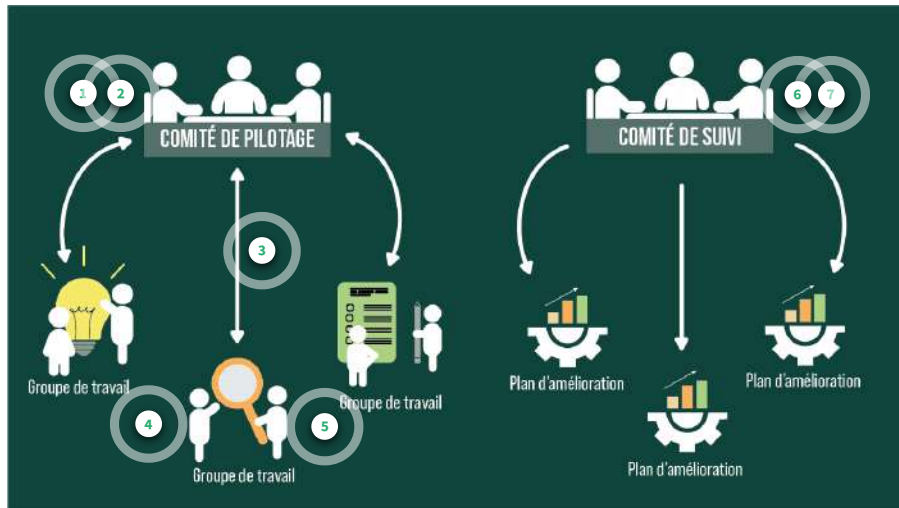 1
2
6
7
COMITÉ DE PILOTAGE
COMITÉ DE SUIVI
3
Groupe de travail
Groupe de travail
Plan d'amélioration
Plan d'amélioration
4
5
Groupe de travail
Plan d'amélioration